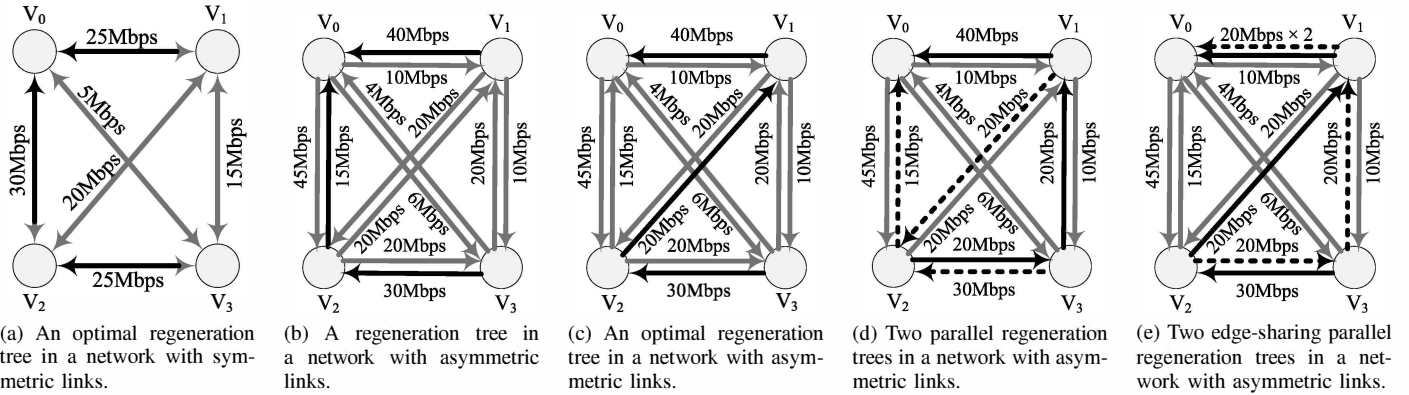 V0
V1
25Mbps
5Mbps
30Mbps
20Mbps
15Mbps
25Mbps
V2
V3
(a) An optimal regeneration
tree in a network with sym-
metric links.
V0
V1
40Mbps
10Mbps
4Mbps
20Mbps
45Mbps
15Mbps
20Mbps
10Mbps
20Mbps
6Mbps
20Mbps
30Mbps
V2
V3
(b) A regeneration tree in
a network with asymmetric
links.
V0
V1
40Mbps
10Mbps
4Mbps
20Mbps
45Mbps
15Mbps
20Mbps
10Mbps
20Mbps
6Mbps
20Mbps
30Mbps
V2
V3
(c) An optimal regeneration
tree in a network with asym-
metric links.
V0
V1
40Mbps
10Mbps
4Mbps
20Mbps
45Mbps
15Mbps
20Mbps
10Mbps
20Mbps
6Mbps
20Mbps
30Mbps
V2
V3
(d) Two parallel regeneration
trees in a network with asym-
metric links.
V0
V1
20Mbps × 2
10Mbps
4Mbps
20Mbps
45Mbps
15Mbps
20Mbps
10Mbps
20Mbps
6Mbps
20Mbps
30Mbps
V2
V3
(e) Two edge-sharing parallel
regeneration trees in a net-
work with asymmetric links.